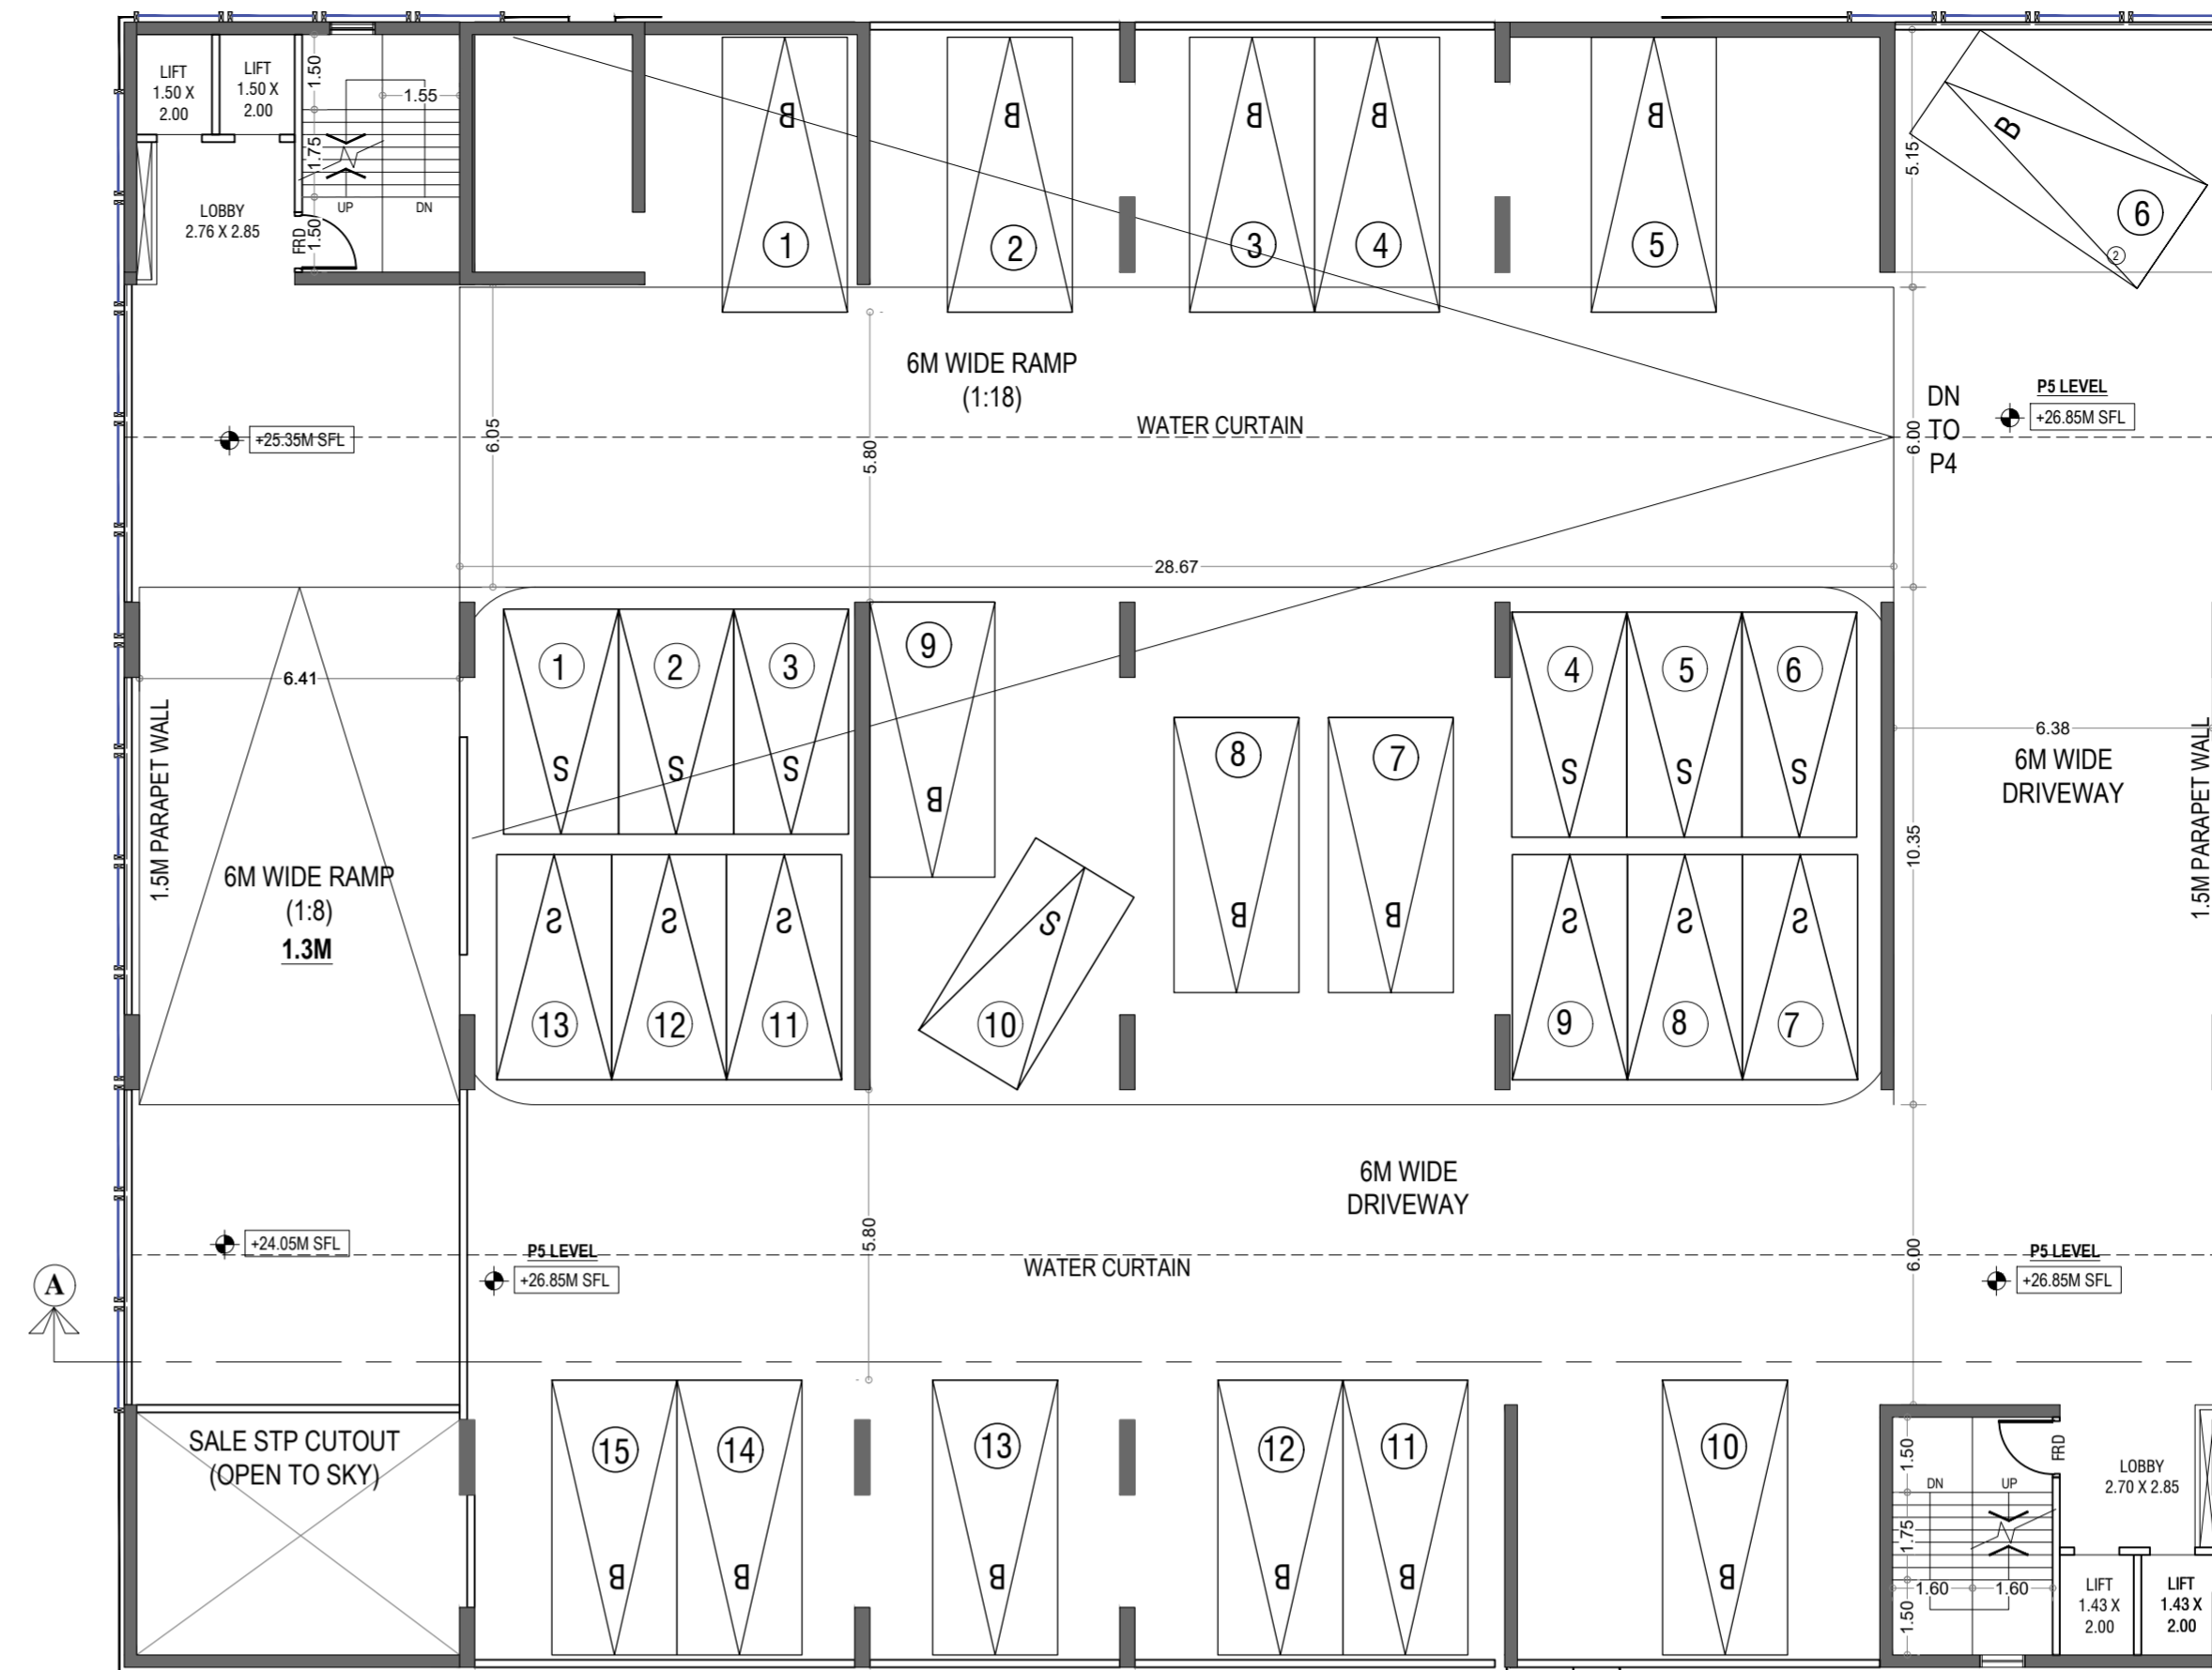 LIFT
1.50 X
2.00
LIFT
1.50 X
2.00
1.50
1.55
1.75
1.50
UP
DN
LOBBY
2.76 X 2.85
FRD
B
1
B
2
B
3
B
4
B
5
B
6
2
5.15
6M WIDE RAMP
(1:18)
WATER CURTAIN
+25.35M SFL
6.05
5.80
28.67
6.00
DN
TO
P4
P5 LEVEL
+26.85M SFL
6.41
1.5M PARAPET WALL
6M WIDE RAMP
(1:8)
1.3M
1
S
2
S
3
S
9
B
8
B
7
B
4
S
5
S
6
S
6.38
6M WIDE
DRIVEWAY
1.5M PARAPET WALL
10.35
S
13
S
12
S
11
S
10
S
9
S
8
S
7
6M WIDE
DRIVEWAY
5.80
6.00
+24.05M SFL
P5 LEVEL
+26.85M SFL
WATER CURTAIN
P5 LEVEL
+26.85M SFL
A
SALE STP CUTOUT
(OPEN TO SKY)
15
B
14
B
13
B
12
B
11
B
10
B
1.50
DN
UP
FRD
LOBBY
2.70 X 2.85
1.75
1.60
1.60
1.50
LIFT
1.43 X
2.00
LIFT
1.43 X
2.00